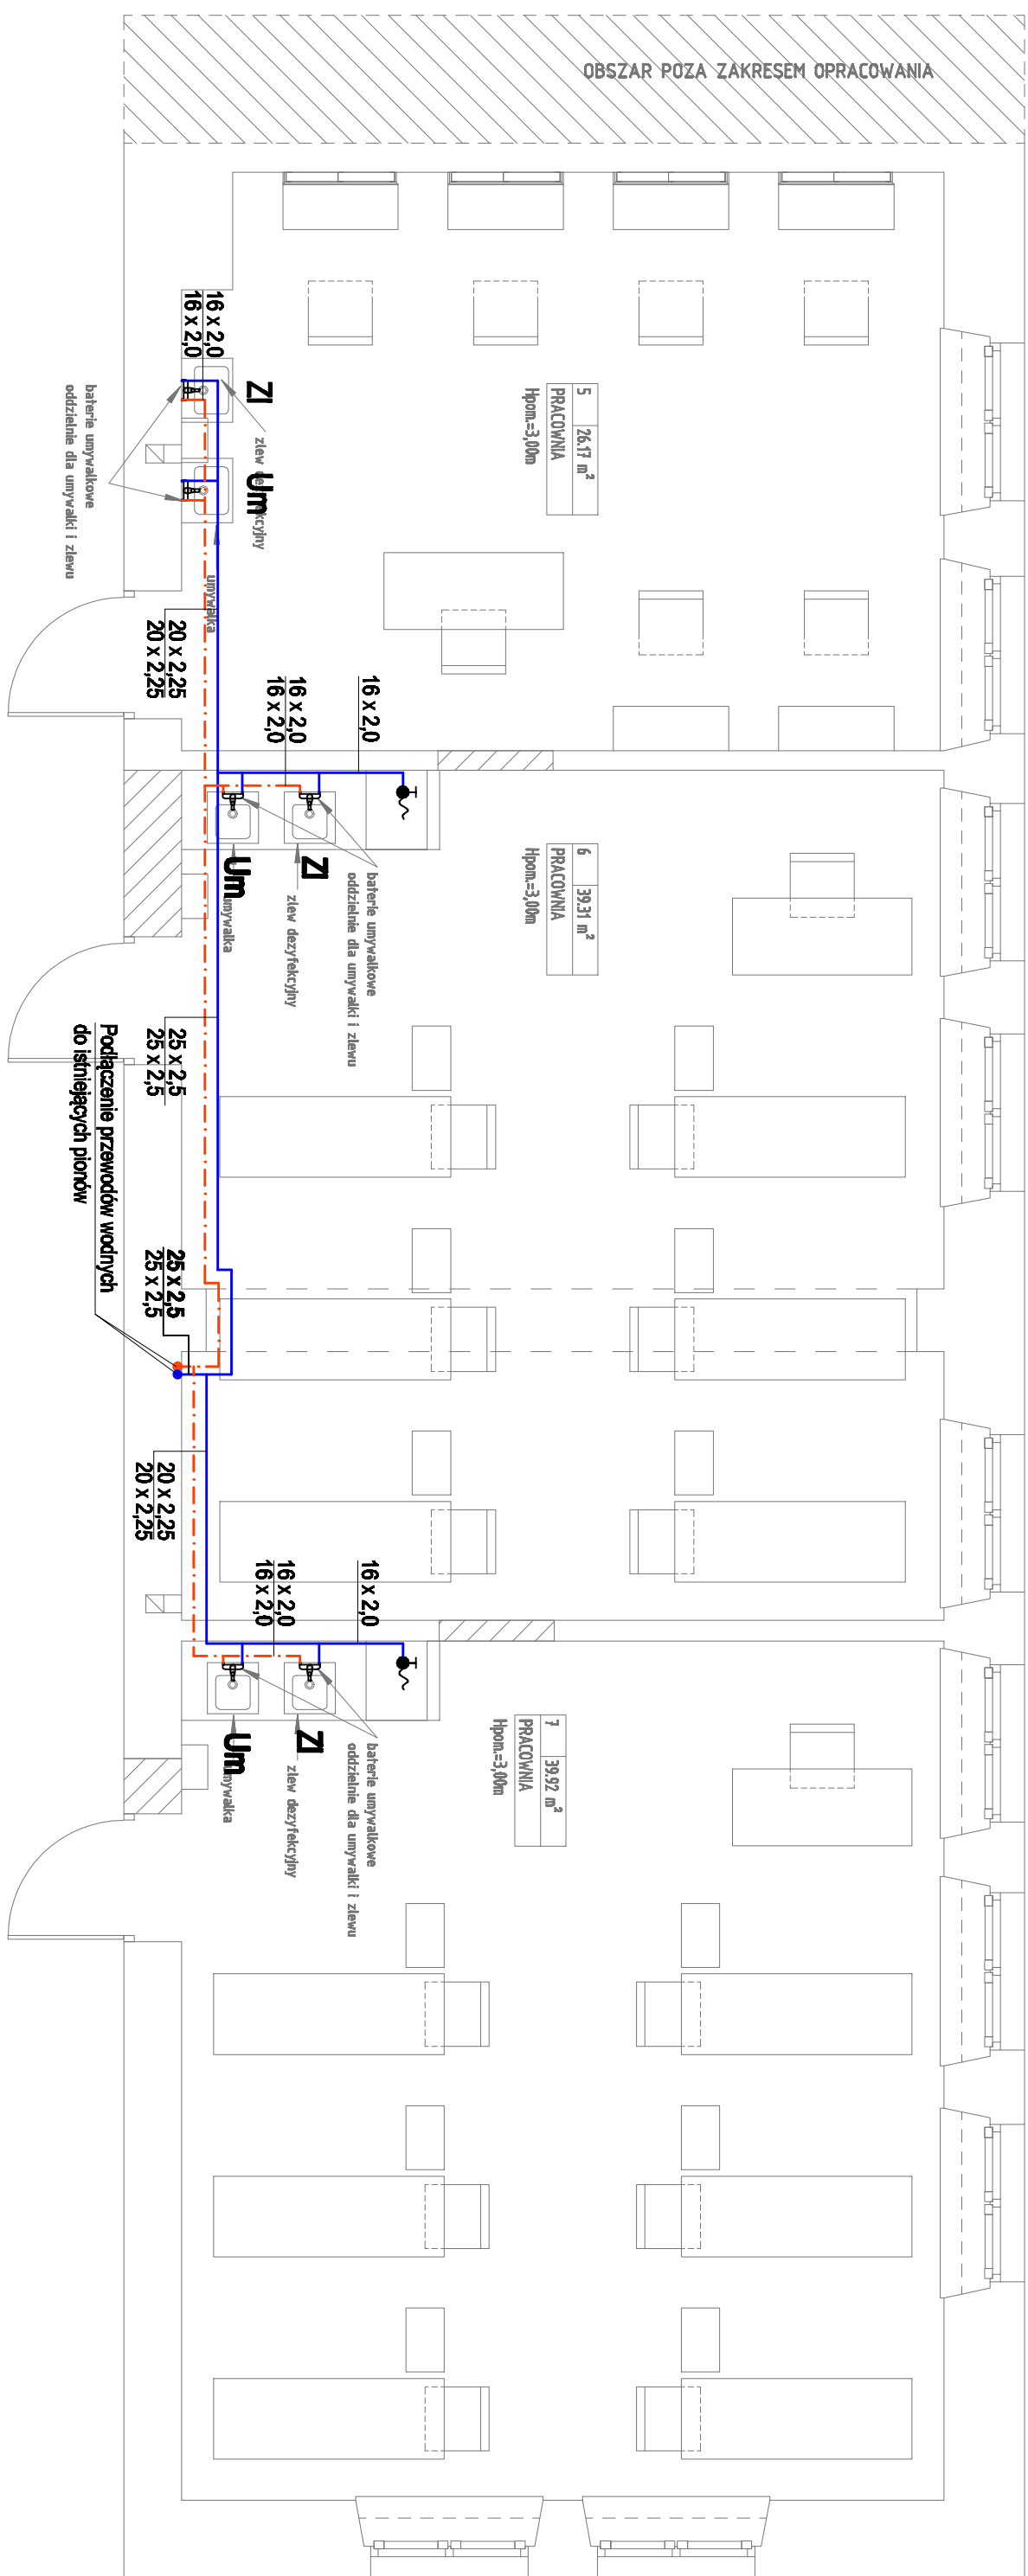 OBSZAR POZA ZAKRESEM OPRACOWANIA
5 26.17 m²
PRACOWNIA
Hpom.=3,00m
16 x 2,0
16 x 2,0
Zl
zlew dezyfekcyjny
Um
umywalka
baterie umywalkowe
oddzielnie dla umywalki i zlewu
20 x 2,25
20 x 2,25
16 x 2,0
16 x 2,0
16 x 2,0
6 39.31 m²
PRACOWNIA
Hpom.=3,00m
baterie umywalkowe
oddzielnie dla umywalki i zlewu
Zl
zlew dezyfekcyjny
Um
umywalka
25 x 2,5
25 x 2,5
Podłączenie przewodów wodnych
do istniejących pionów
25 x 2,5
25 x 2,5
20 x 2,25
20 x 2,25
16 x 2,0
16 x 2,0
16 x 2,0
7 39.92 m²
PRACOWNIA
Hpom.=3,00m
baterie umywalkowe
oddzielnie dla umywalki i zlewu
Zl
zlew dezyfekcyjny
Um
umywalka